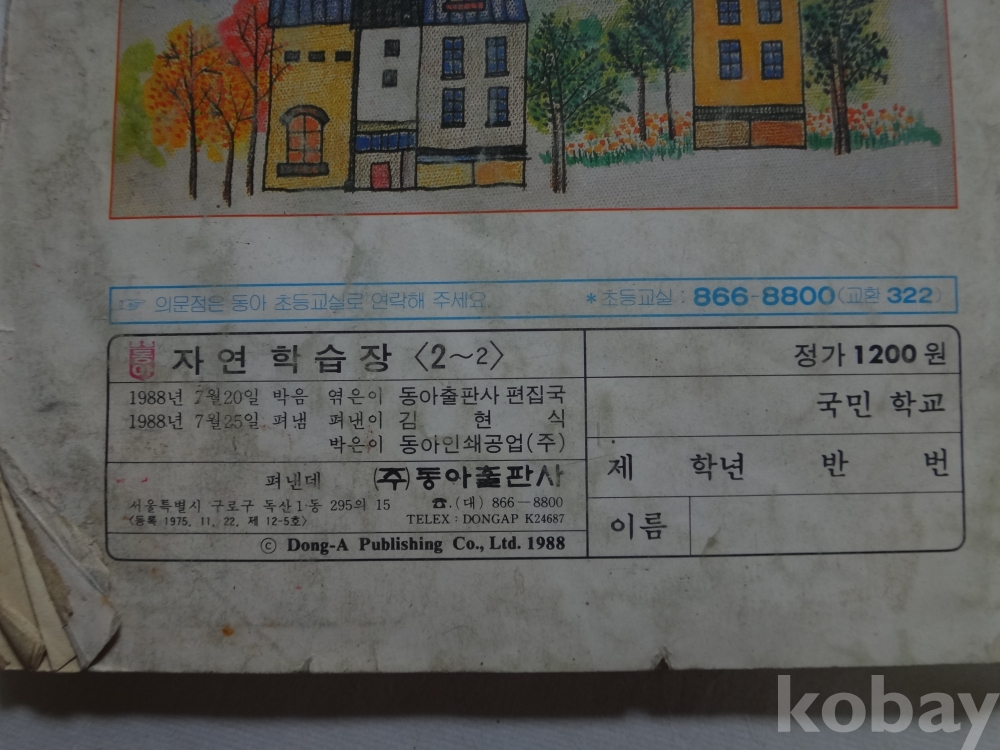 ☞ 의문점은 동아 초등교실로 연락해 주세요. *초등교실 : 866-8800(교환 322)
동아 자연 학습장 〈2~2〉
정가 1200 원
1988년 7월20일 박음 엮은이 동아출판사 편집국
1988년 7월25일 펴냄 펴낸이 김 현 식
박은이 동아인쇄공업(주)
국민 학교
펴낸데 (주)동아출판사
서울특별시 구로구 독산1동 295의 15 ☎.(대) 866-8800
〈등록 1975. 11. 22. 제 12-5호〉 TELEX : DONGAP K24687
© Dong-A Publishing Co., Ltd. 1988
제 학년 반 번
이름
kobay